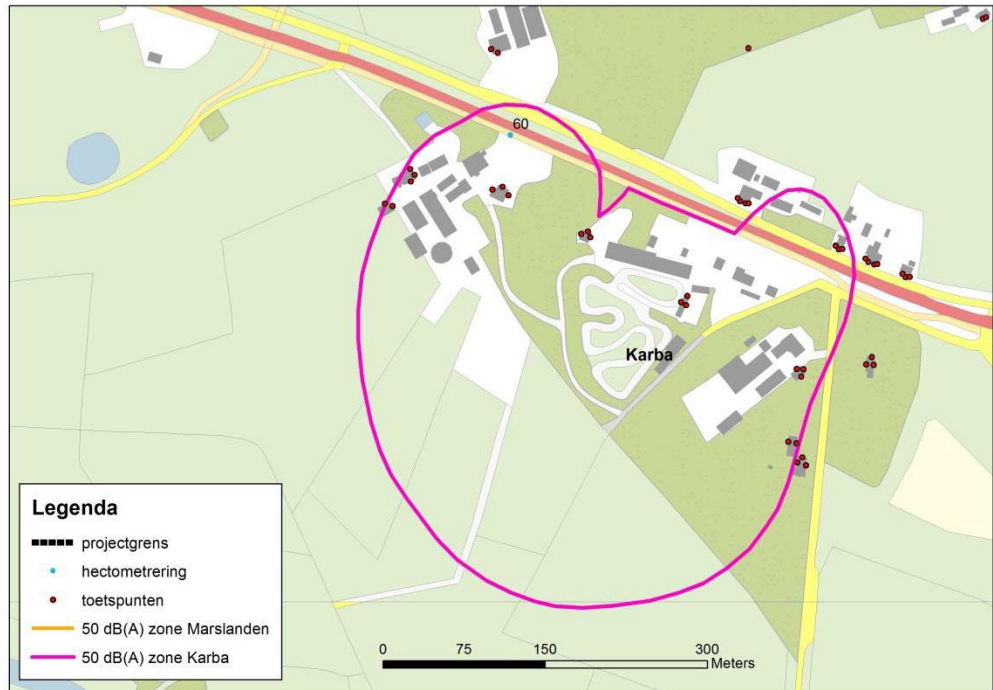 60
Karba
Legenda
projectgrens
hectometrering
toetspunten
50 dB(A) zone Marslanden
50 dB(A) zone Karba
0 75 150 300
Meters